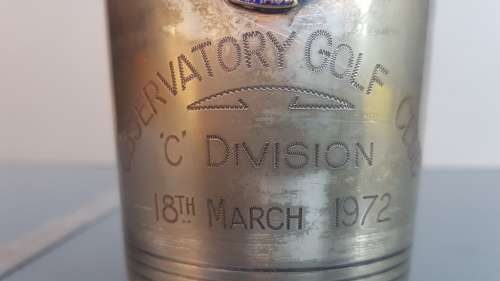 OBSERVATORY GOLF CLUB
"C" DIVISION
18TH MARCH 1972